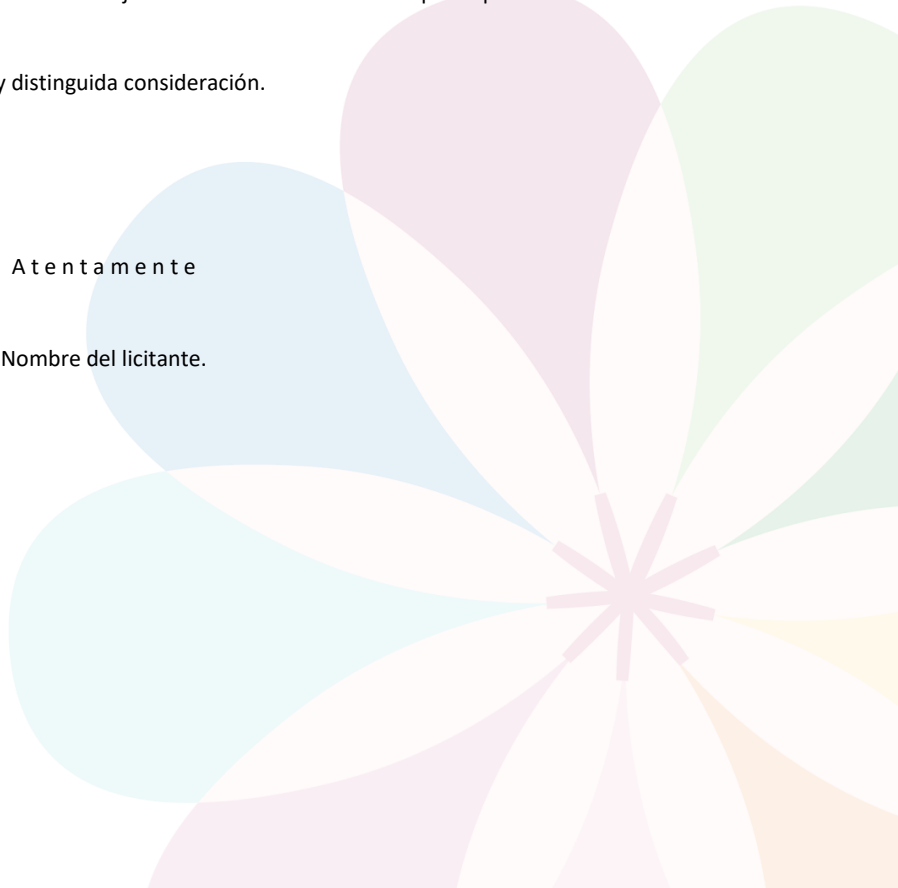 y distinguida consideración.
A t e n t a m e n t e
Nombre del licitante.